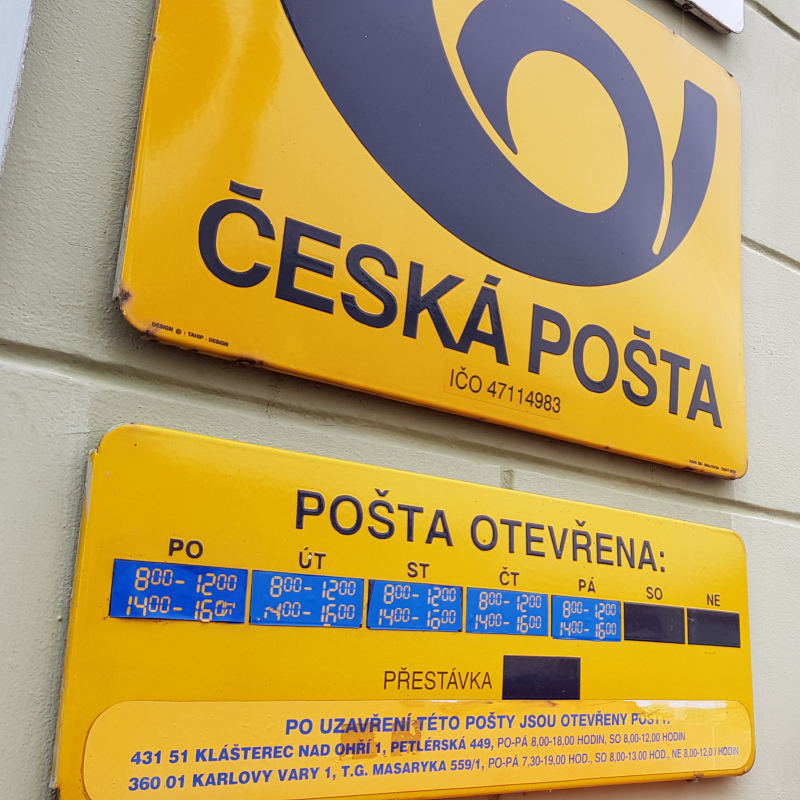 ČESKÁ POŠTA
IČO 47114983
DESIGN © : TAHIP - DESIGN
POŠTA OTEVŘENA:
PO ÚT ST ČT PÁ SO NE
800-1200 800-1200 800-1200 800-1200 800-1200
1400-1600 1400-1600 1400-1600 1400-1600 1400-1600
PŘESTÁVKA
PO UZAVŘENÍ TÉTO POŠTY JSOU OTEVŘENY POŠTY:
431 51 KLÁŠTEREC NAD OHŘÍ 1, PETLÉRSKÁ 449, PO-PÁ 8,00-18,00 HODIN, SO 8,00-12,00 HODIN
360 01 KARLOVY VARY 1, T.G. MASARYKA 559/1, PO-PÁ 7,30-19,00 HOD., SO 8,00-13,00 HOD., NE 8,00-12,00 HODIN